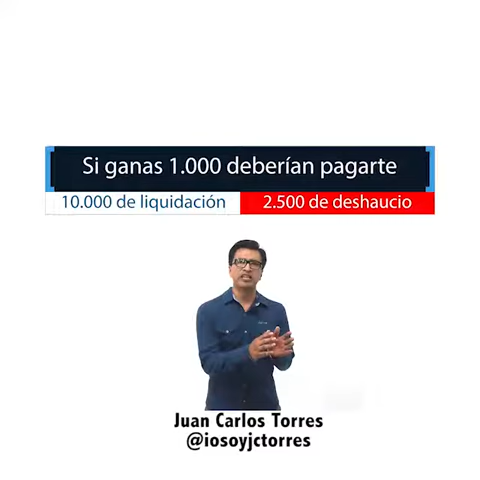 Si ganas 1.000 deberían pagarte
10.000 de liquidación 2.500 de deshaucio
Juan Carlos Torres
@iosoyjctorres